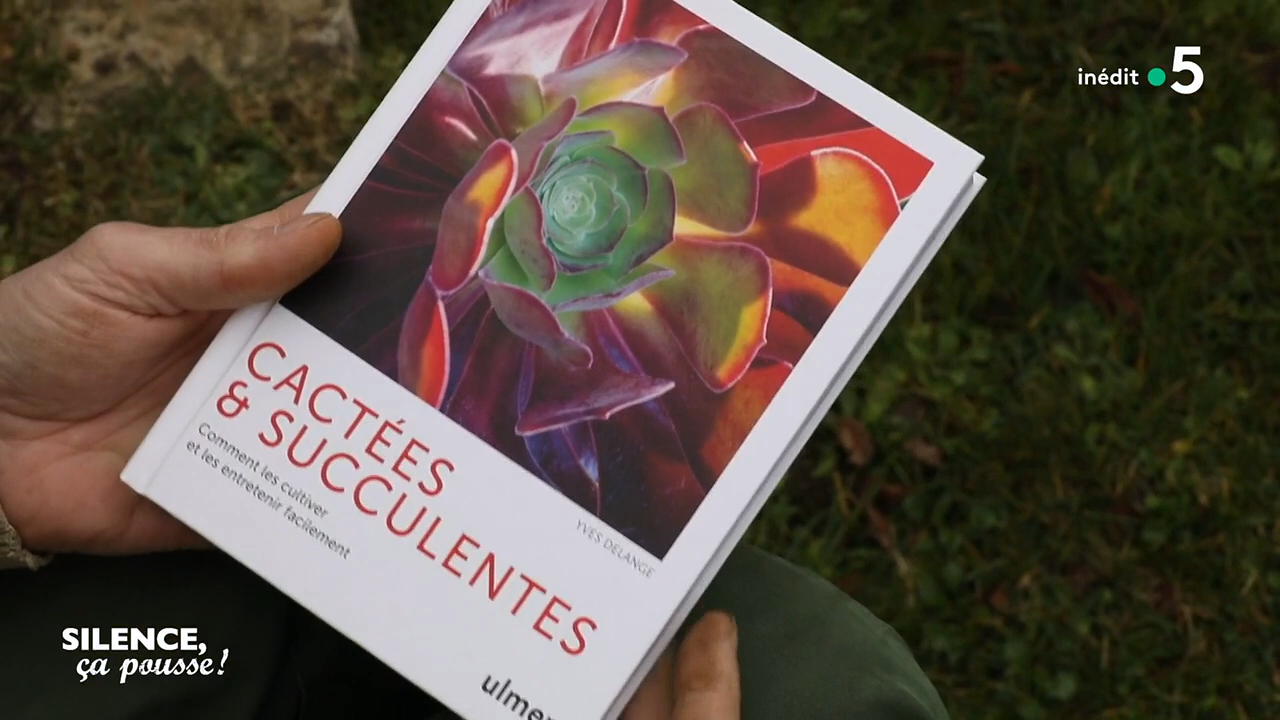 inédit 5
CACTÉES
& SUCCULENTES
Comment les cultiver
et les entretenir facilement
YVES DELANGE
ulmer
SILENCE,
ça pousse!